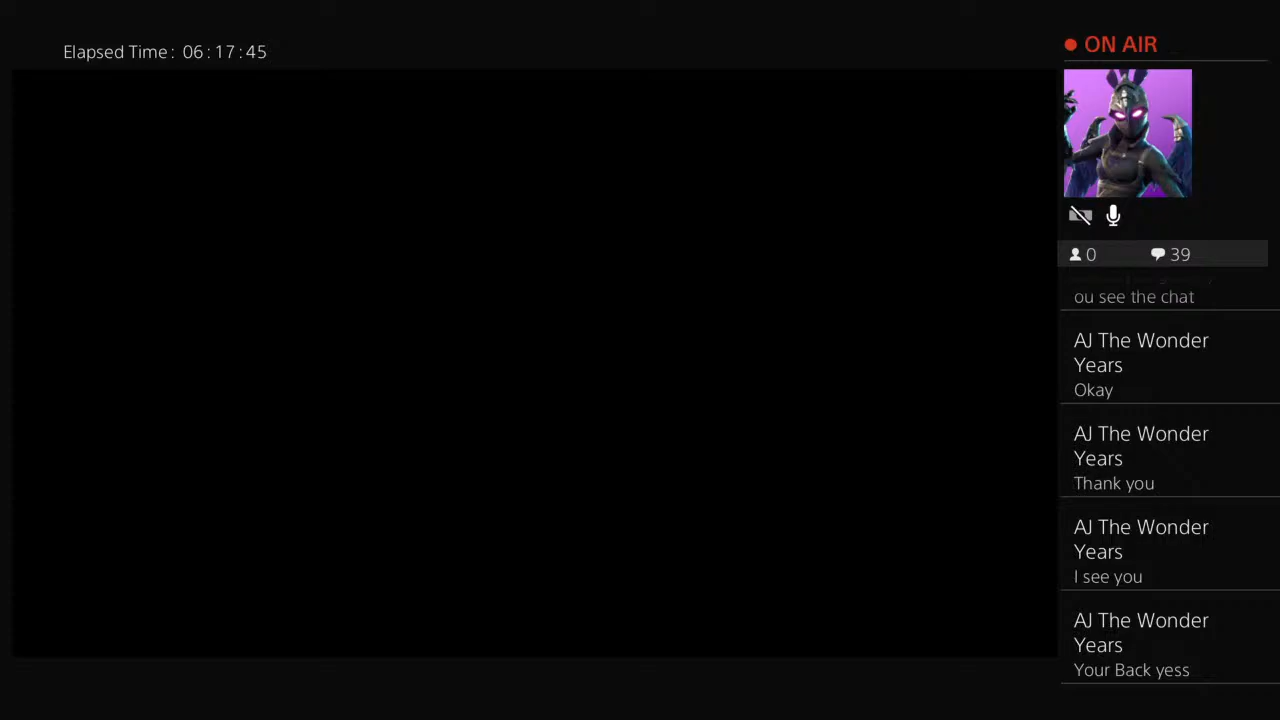 Elapsed Time: 06:17:45
ON AIR
0 39
ou see the chat
AJ The Wonder
Years
Okay
AJ The Wonder
Years
Thank you
AJ The Wonder
Years
I see you
AJ The Wonder
Years
Your Back yess